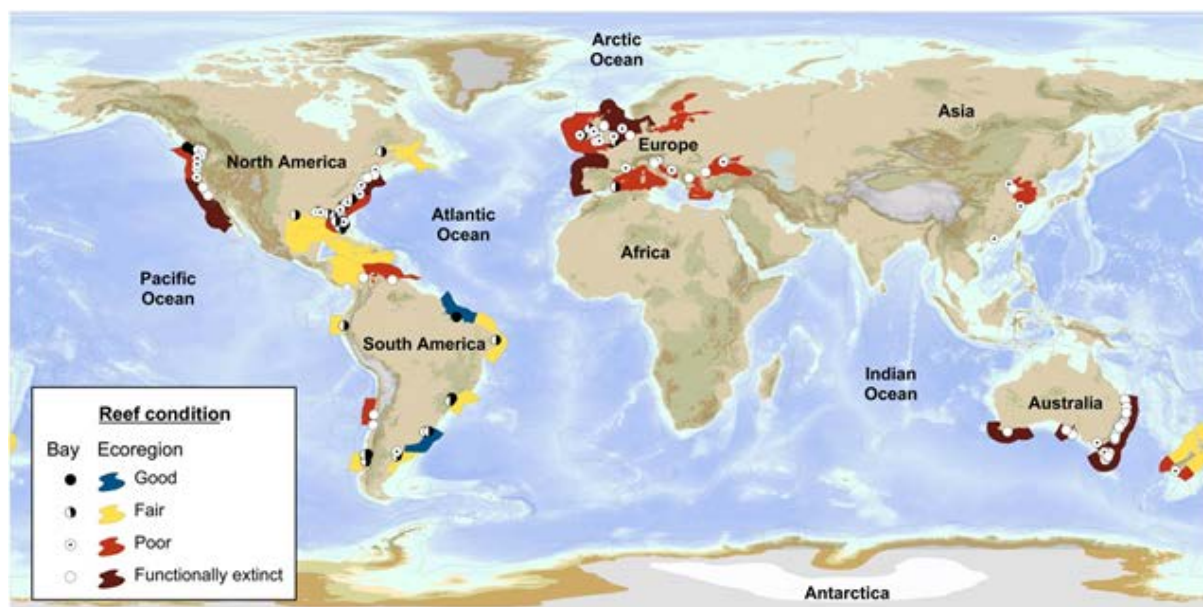 Arctic
Ocean
Asia
North America
Europe
Atlantic
Ocean
Africa
Pacific
Ocean
South America
Indian
Ocean
Australia
Reef condition
Bay Ecoregion
Good
Fair
Poor
Functionally extinct
Antarctica